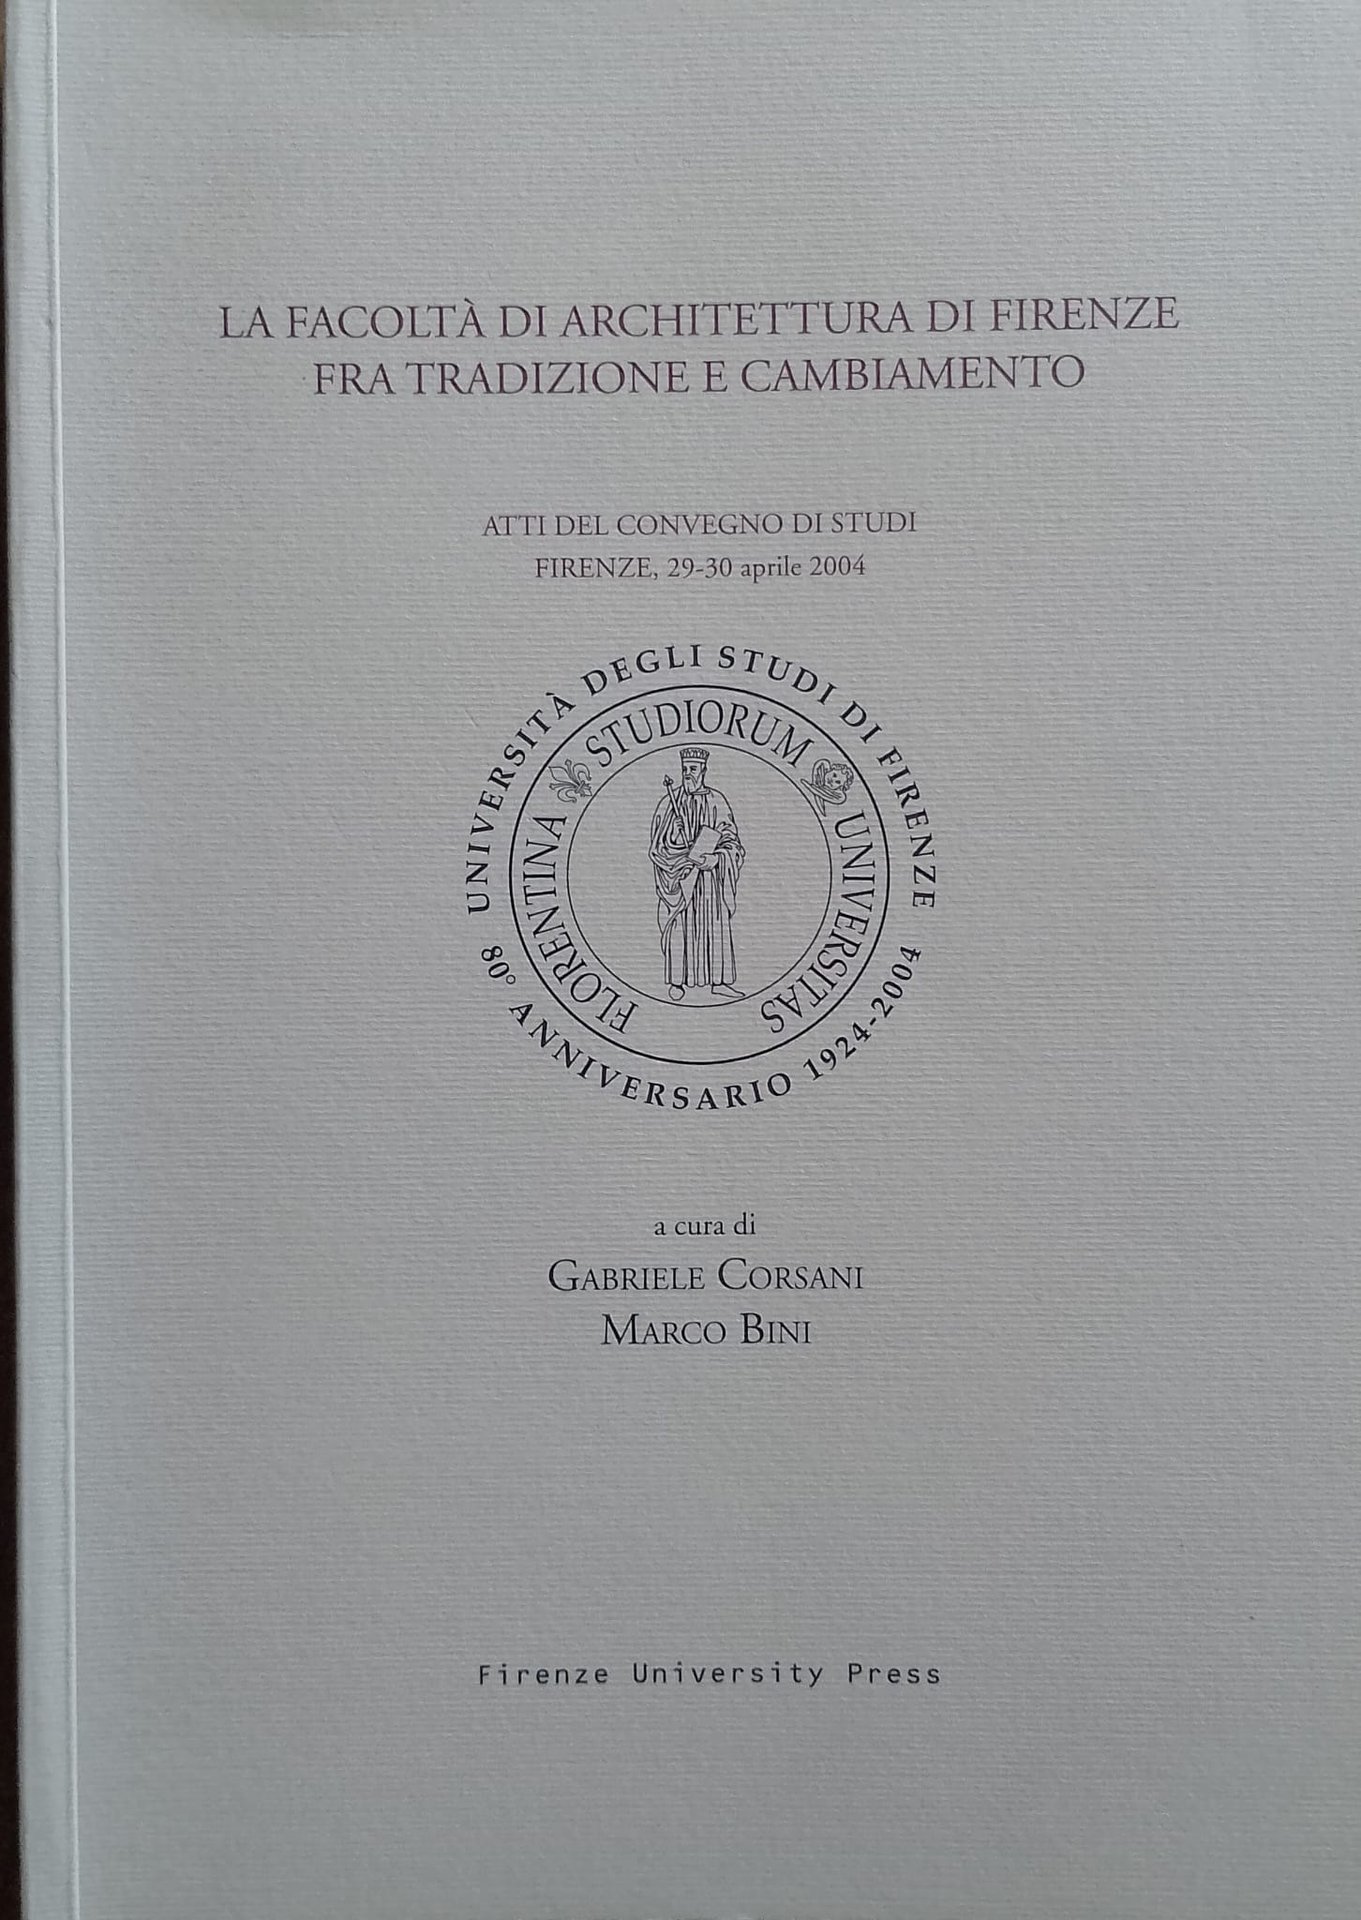 LA FACOLTÀ DI ARCHITETTURA DI FIRENZE
FRA TRADIZIONE E CAMBIAMENTO
ATTI DEL CONVEGNO DI STUDI
FIRENZE, 29-30 aprile 2004
UNIVERSITÀ DEGLI STUDI DI FIRENZE
80° ANNIVERSARIO 1924-2004
FLORENTINA STUDIORUM UNIVERSITAS
a cura di
GABRIELE CORSANI
MARCO BINI
Firenze University Press